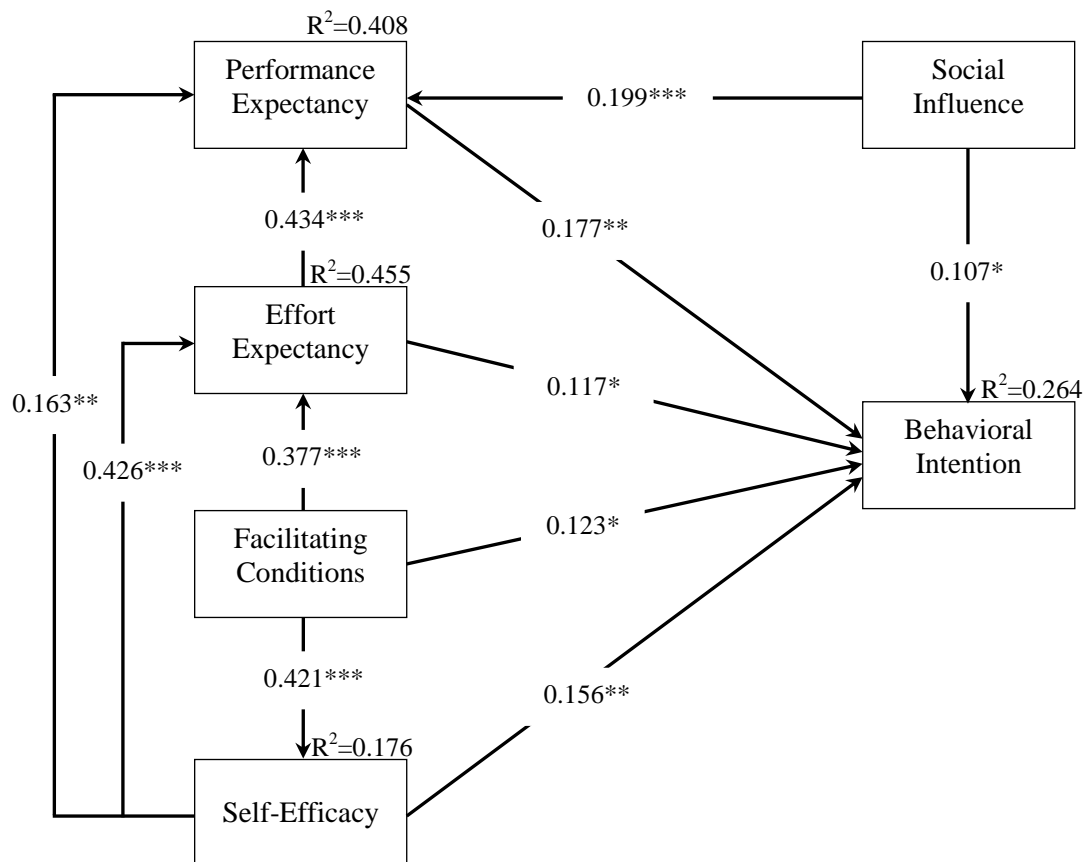 R²=0.408
Performance
Expectancy
Social
Influence
0.199***
0.434***
0.177**
0.107*
R²=0.455
Effort
Expectancy
0.117*
0.163**
R²=0.264
Behavioral
Intention
0.426***
0.377***
Facilitating
Conditions
0.123*
0.421***
0.156**
R²=0.176
Self-Efficacy